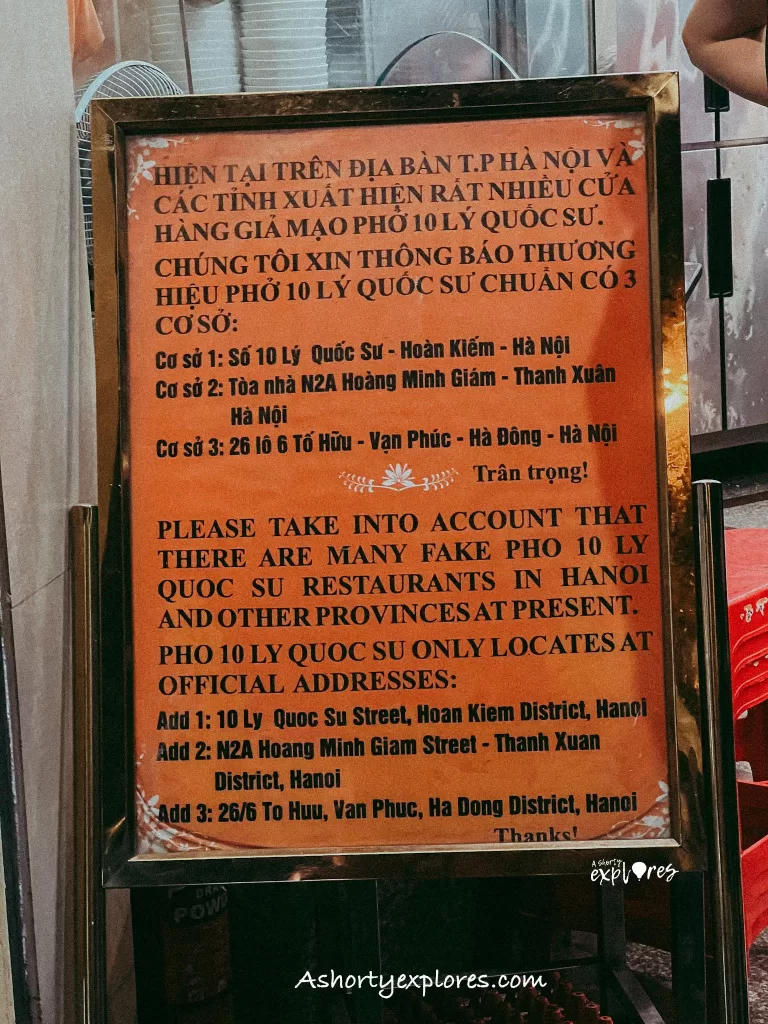 HIỆN TẠI TRÊN ĐỊA BÀN T.P HÀ NỘI VÀ
CÁC TỈNH XUẤT HIỆN RẤT NHIỀU CỬA
HÀNG GIẢ MẠO PHỞ 10 LÝ QUỐC SƯ.
CHÚNG TÔI XIN THÔNG BÁO THƯƠNG
HIỆU PHỞ 10 LÝ QUỐC SƯ CHUẨN CÓ 3
CƠ SỞ:
Cơ sở 1: Số 10 Lý Quốc Sư - Hoàn Kiếm - Hà Nội
Cơ sở 2: Tòa nhà N2A Hoàng Minh Giám - Thanh Xuân
Hà Nội
Cơ sở 3: 26 lô 6 Tố Hữu - Vạn Phúc - Hà Đông - Hà Nội
Trân trọng!
PLEASE TAKE INTO ACCOUNT THAT
THERE ARE MANY FAKE PHO 10 LY
QUOC SU RESTAURANTS IN HANOI
AND OTHER PROVINCES AT PRESENT.
PHO 10 LY QUOC SU ONLY LOCATES AT
OFFICIAL ADDRESSES:
Add 1: 10 Ly Quoc Su Street, Hoan Kiem District, Hanoi
Add 2: N2A Hoang Minh Giam Street - Thanh Xuan
District, Hanoi
Add 3: 26/6 To Huu, Van Phuc, Ha Dong District, Hanoi
Thanks!
A shorty
explores
Ashortyexplores.com